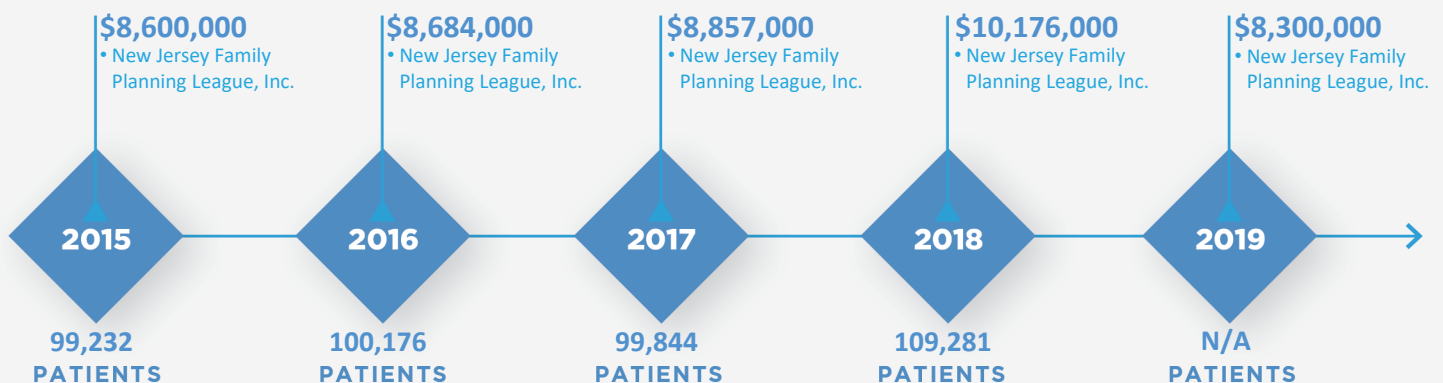 $8,600,000
• New Jersey Family
Planning League, Inc.
$8,684,000
• New Jersey Family
Planning League, Inc.
$8,857,000
• New Jersey Family
Planning League, Inc.
$10,176,000
• New Jersey Family
Planning League, Inc.
$8,300,000
• New Jersey Family
Planning League, Inc.
2015
2016
2017
2018
2019
99,232
PATIENTS
100,176
PATIENTS
99,844
PATIENTS
109,281
PATIENTS
N/A
PATIENTS